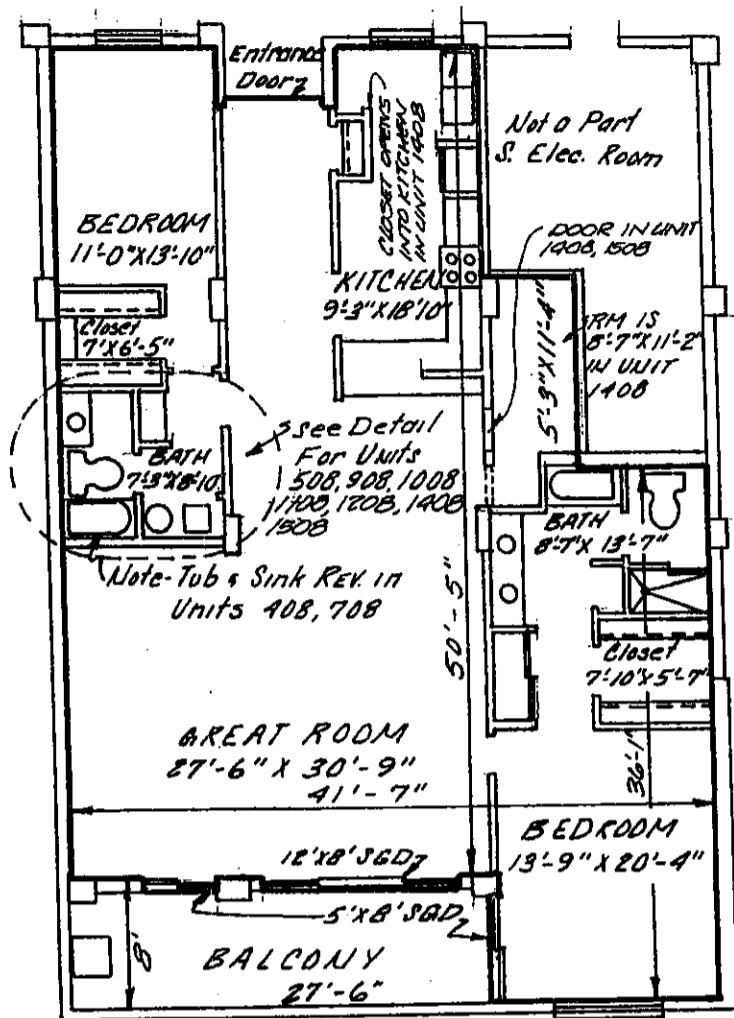 Entrance
Door
Not a Part
S. Elec. Room
CLOSET OPENS
INTO KITCHEN
IN UNIT 1408
BEDROOM
11'-0"X13'-10"
DOOR IN UNIT
1408, 1508
KITCHEN
9'-3"X18'10"
5'-3"X11'-4"
RM IS
8'-7"X11'-2"
IN UNIT
1408
Closet
7'X6'-5"
see Detail
For Units
508, 908, 1008
1108, 1208, 1408
1508
BATH
7'-3"X8'-10"
BATH
8'-7"X 13'-7"
Note-Tub & Sink REV. in
Units 408, 708
50'-5"
Closet
7'-10"X5'-7"
GREAT ROOM
27'-6" X 30'-9"
41'-7"
36'-1"
BEDROOM
13'-9" X 20'-4"
12'X8' SGD
5'X8' SGD
8'
BALCONY
27'-6"